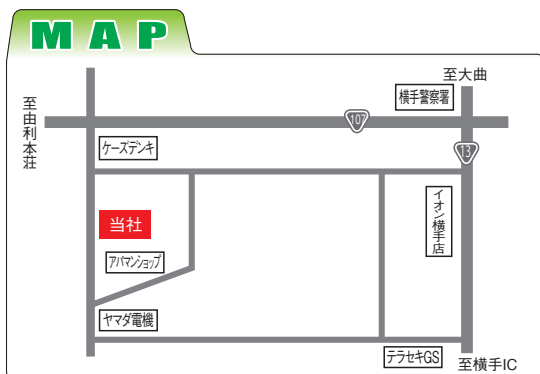 MAP
至大曲
横手警察署
至由利本荘
107
ケーズデンキ
13
イオン横手店
当社
アパマンショップ
ヤマダ電機
テラセキGS
至横手IC